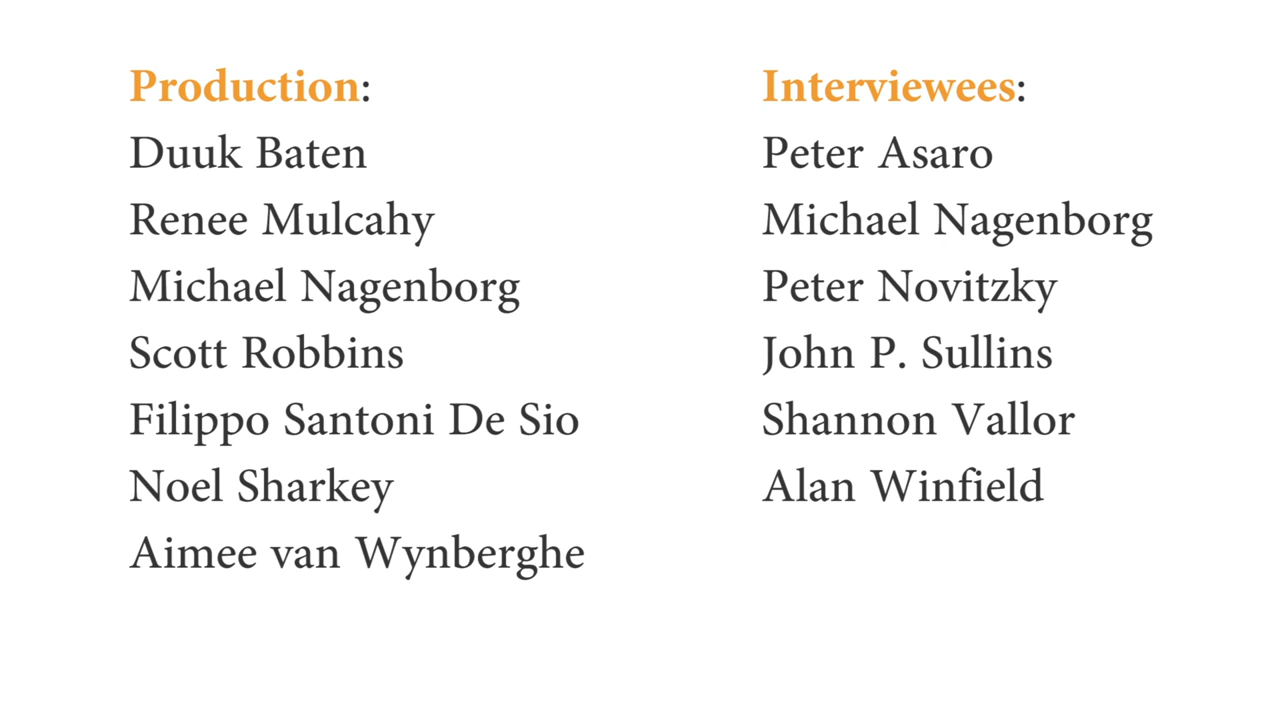 Production:
Duuk Baten
Renee Mulcahy
Michael Nagenborg
Scott Robbins
Filippo Santoni De Sio
Noel Sharkey
Aimee van Wynberghe
Interviewees:
Peter Asaro
Michael Nagenborg
Peter Novitzky
John P. Sullins
Shannon Vallor
Alan Winfield